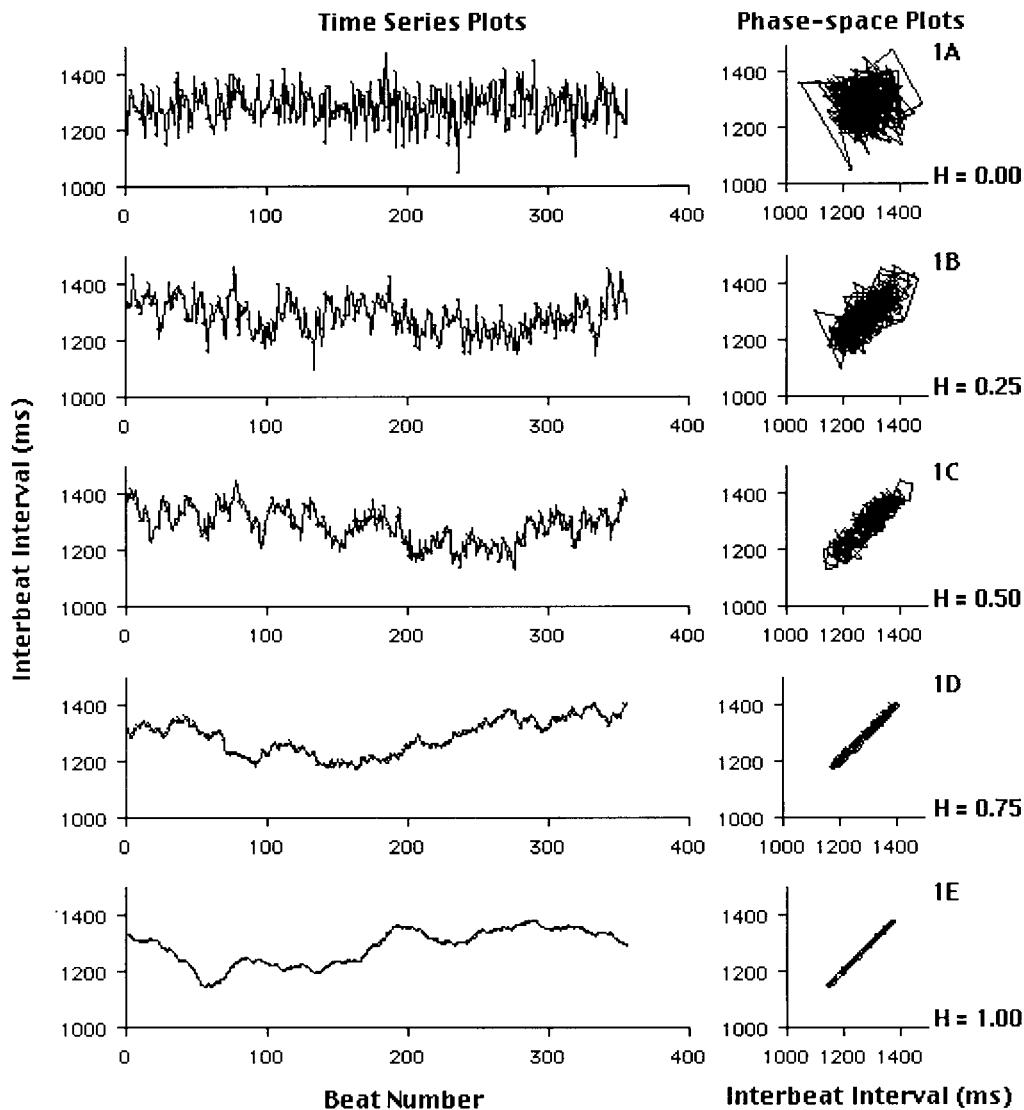 Time Series Plots
Phase-space Plots
1400
1200
1000
0
100
200
300
400
1400
1200
1000
1000 1200 1400
1A
H = 0.00
1400
1200
1000
0
100
200
300
400
1400
1200
1000
1000 1200 1400
1B
H = 0.25
Interbeat Interval (ms)
1400
1200
1000
0
100
200
300
400
1400
1200
1000
1000 1200 1400
1C
H = 0.50
1400
1200
1000
0
100
200
300
400
1400
1200
1000
1000 1200 1400
1D
H = 0.75
1400
1200
1000
0
100
200
300
400
1400
1200
1000
1000 1200 1400
1E
H = 1.00
Beat Number
Interbeat Interval (ms)